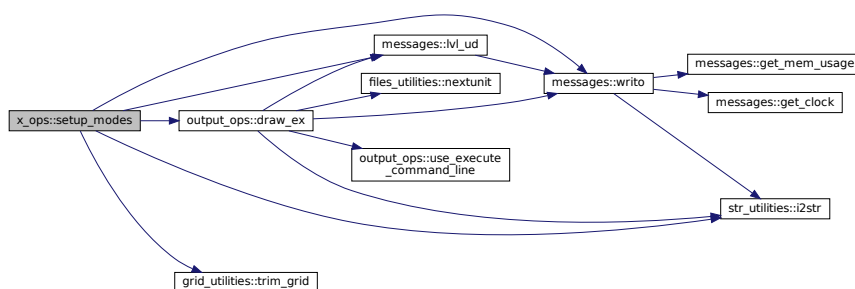 messages::lvl_ud
messages::get_mem_usage
files_utilities::nextunit
messages::writo
messages::get_clock
x_ops::setup_modes
output_ops::draw_ex
output_ops::use_execute
_command_line
str_utilities::i2str
grid_utilities::trim_grid